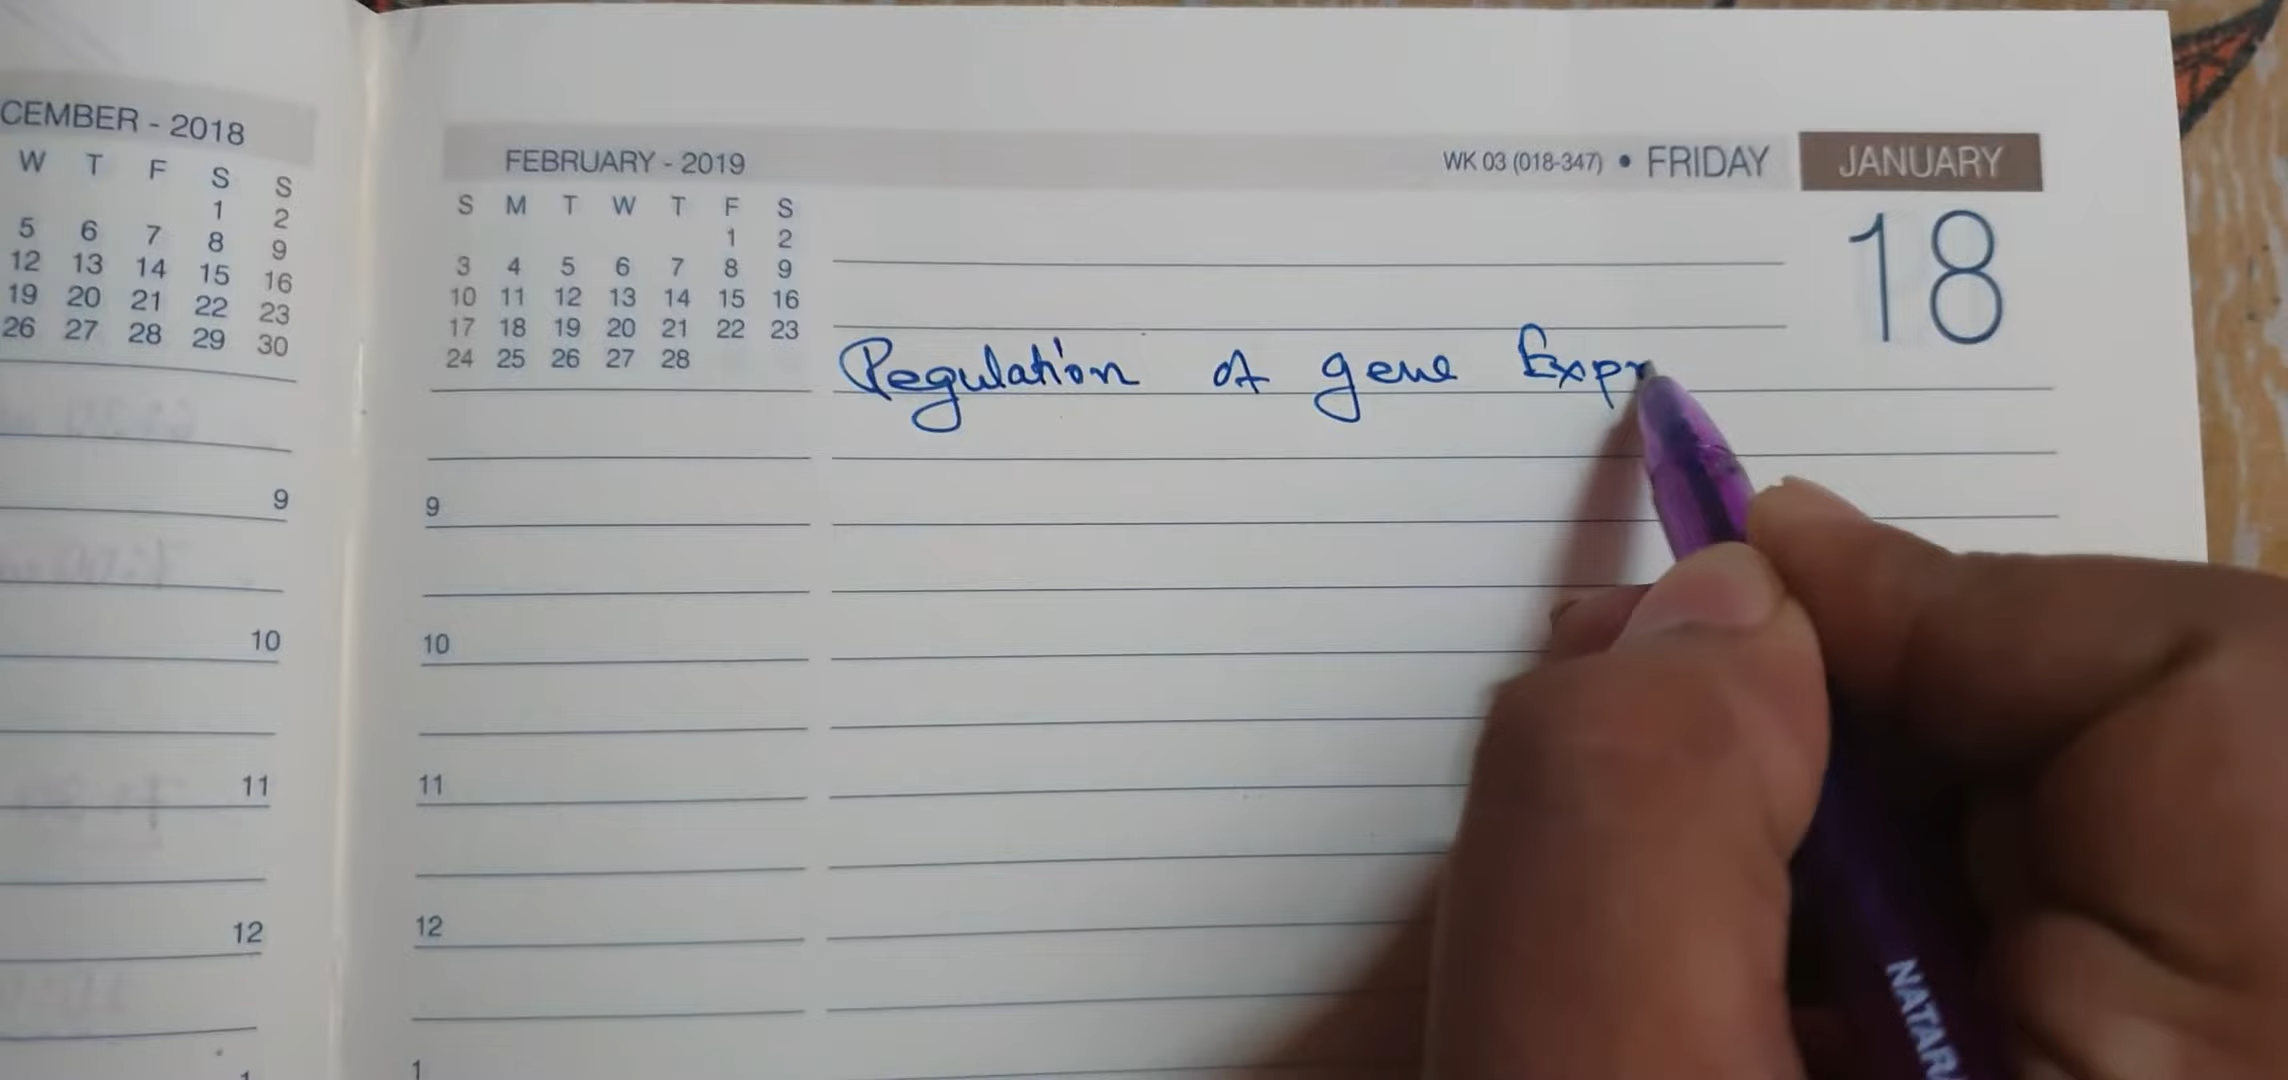 CEMBER - 2018
W T F S S
1 2
5 6 7 8 9
12 13 14 15 16
19 20 21 22 23
26 27 28 29 30
9
10
11
12
1
FEBRUARY - 2019
S M T W T F S
1 2
3 4 5 6 7 8 9
10 11 12 13 14 15 16
17 18 19 20 21 22 23
24 25 26 27 28
WK 03 (018-347) • FRIDAY JANUARY
18
Regulation of gene Expr
9
10
11
12
1
NATAR